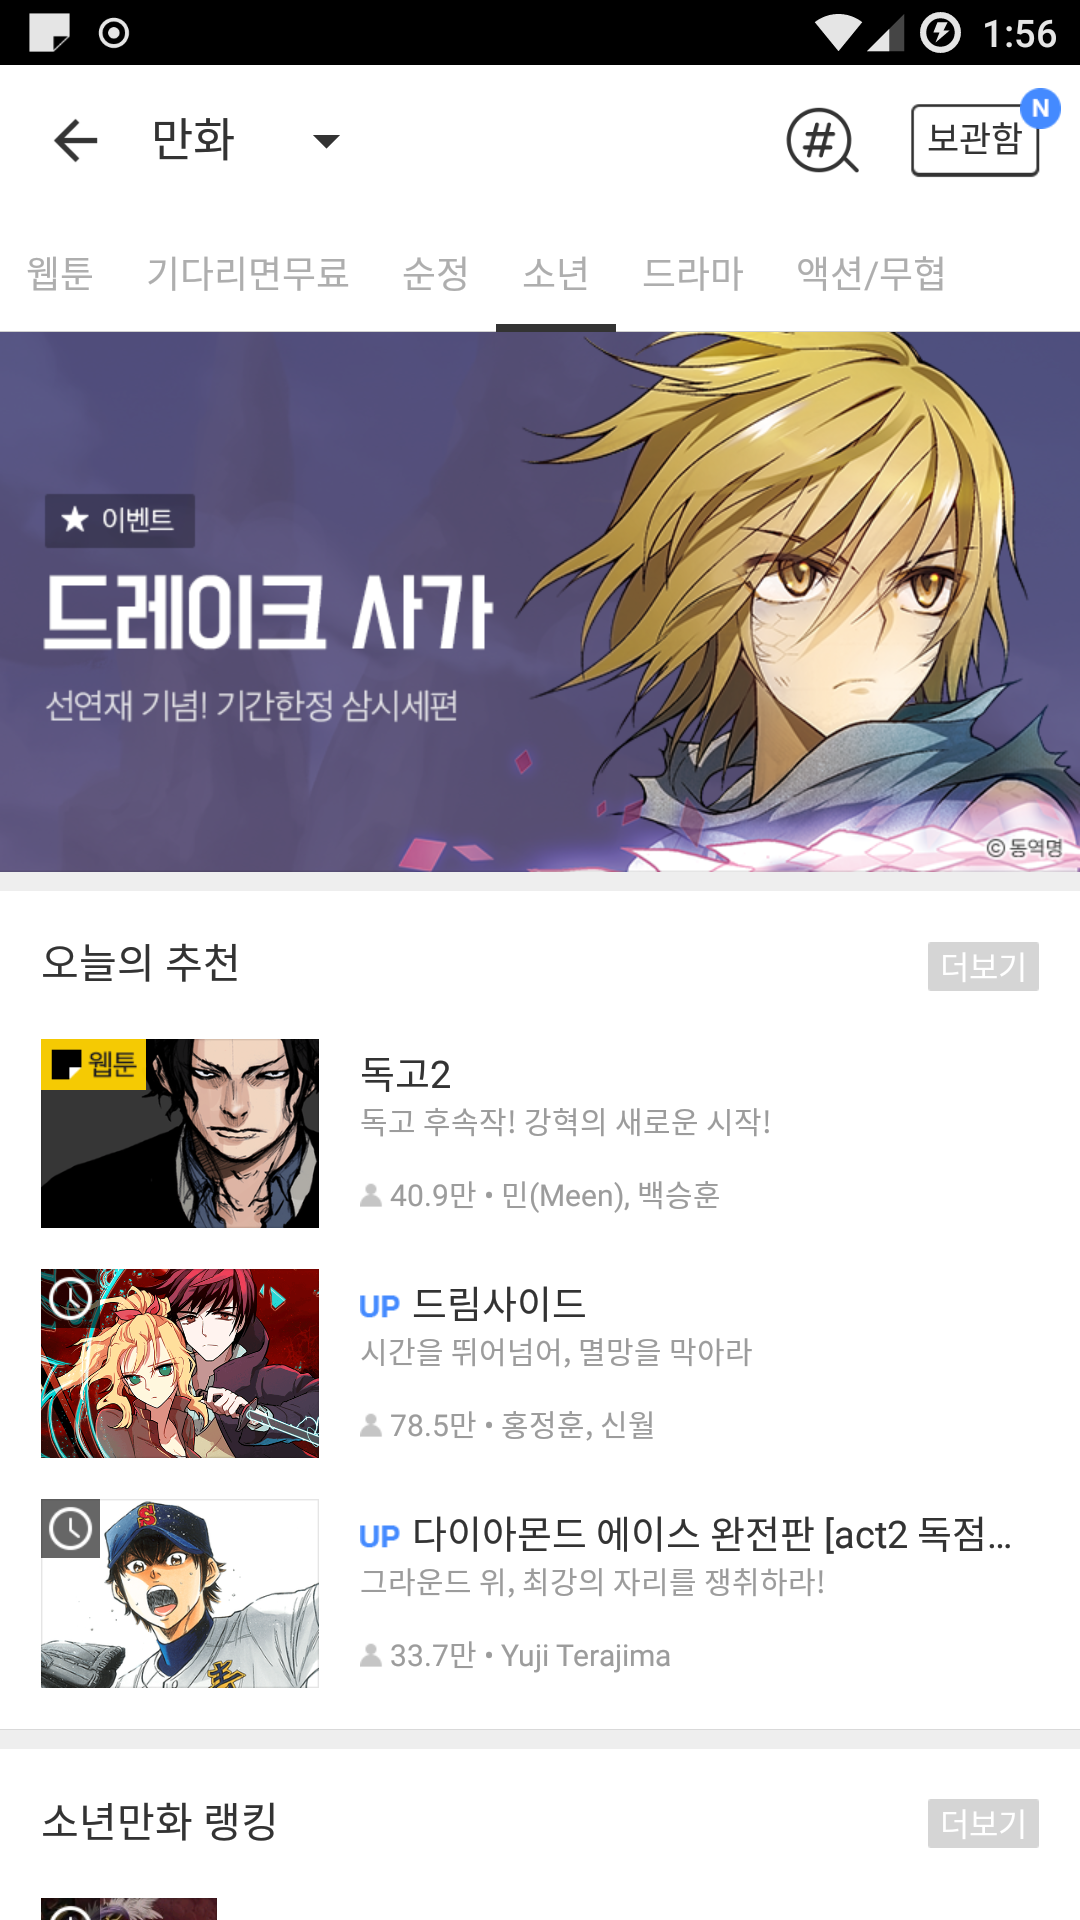 1:56
만화
#
보관함
N
웹툰 기다리면무료 순정 소년 드라마 액션/무협
이벤트
드레이크 사가
선연재 기념! 기간한정 삼시세편
© 동역명
오늘의 추천
더보기
웹툰
독고2
독고 후속작! 강혁의 새로운 시작!
40.9만 • 민(Meen), 백승훈
UP 드림사이드
시간을 뛰어넘어, 멸망을 막아라
78.5만 • 홍정훈, 신월
S
UP 다이아몬드 에이스 완전판 [act2 독점...
그라운드 위, 최강의 자리를 쟁취하라!
33.7만 • Yuji Terajima
소년만화 랭킹
더보기